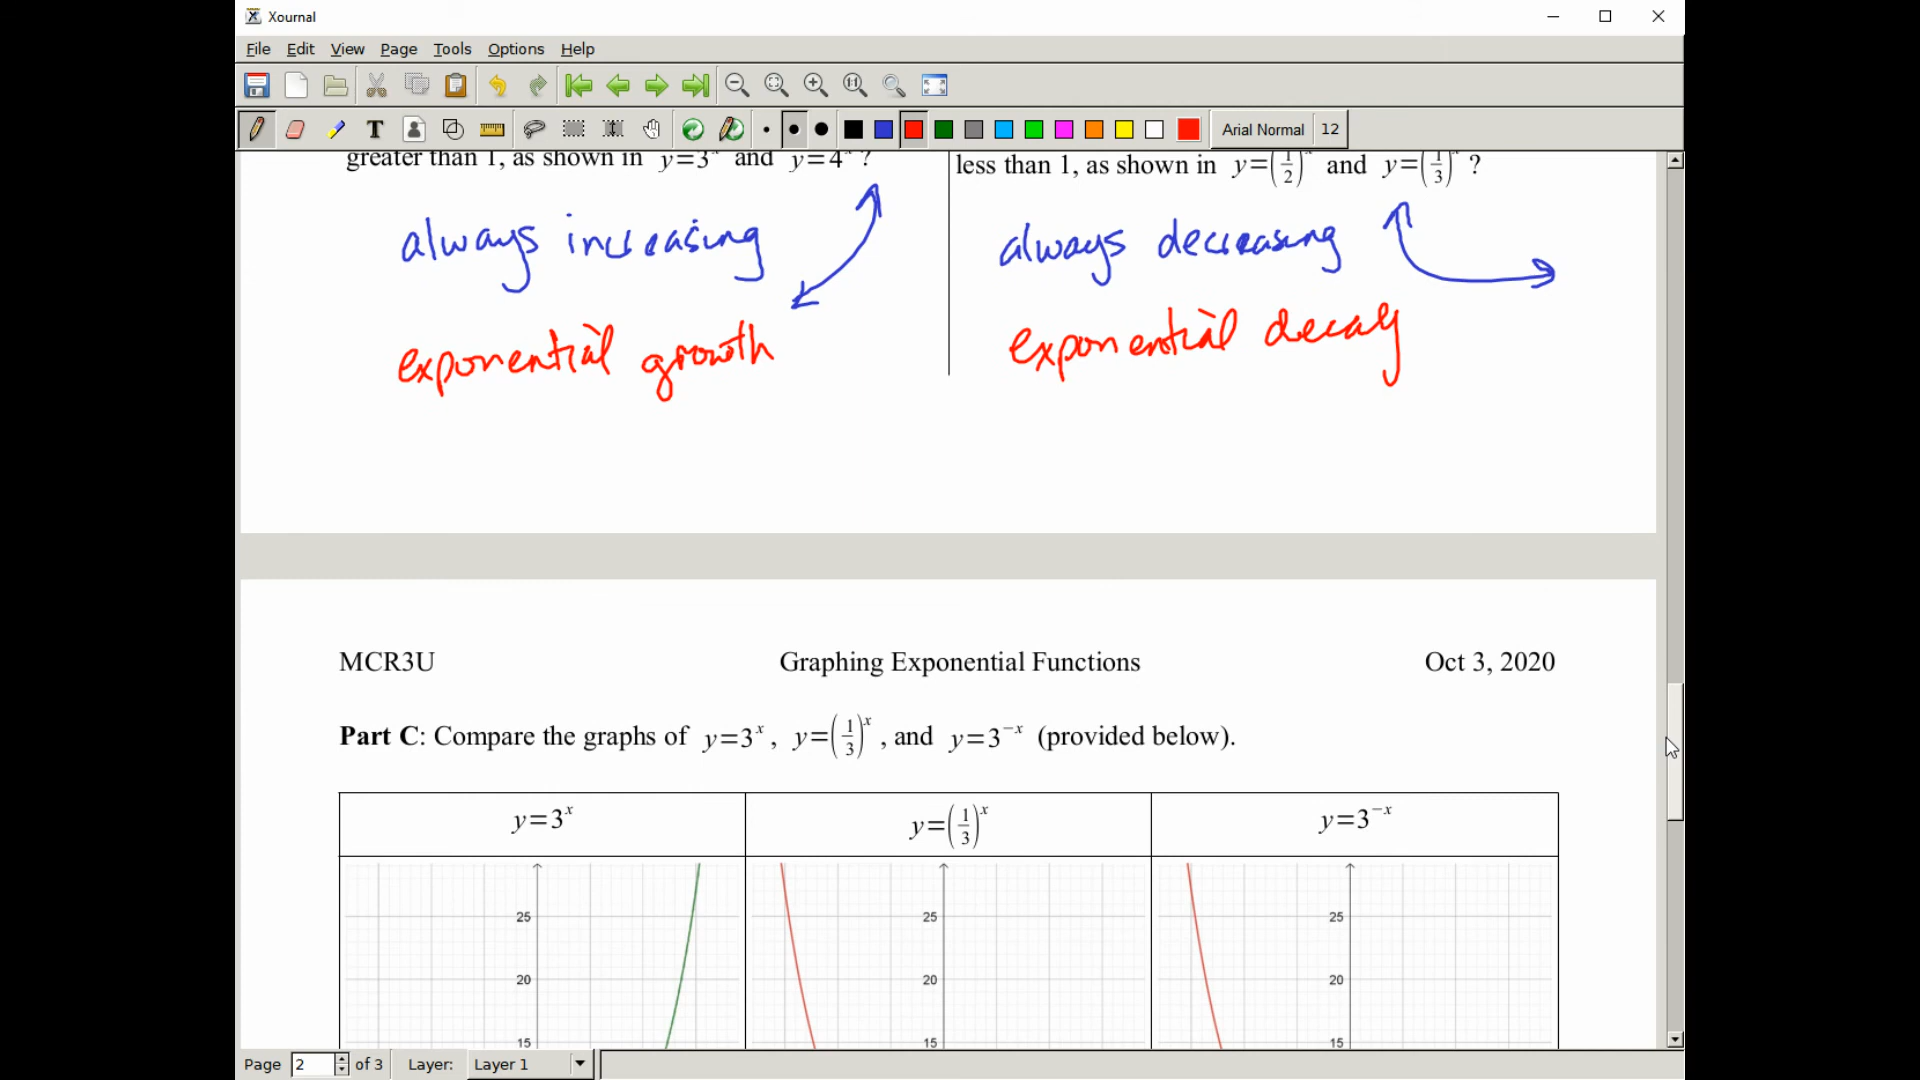 Xournal
File Edit View Page Tools Options Help
Arial Normal 12
greater than 1, as shown in y=3^x and y=4^x ?
less than 1, as shown in y=(1/2)^x and y=(1/3)^x ?
always increasing
always decreasing
exponential growth
exponential decay
MCR3U Graphing Exponential Functions Oct 3, 2020
Part C: Compare the graphs of y=3^x, y=(1/3)^x, and y=3^-x (provided below).
y=3^x y=(1/3)^x y=3^-x
25 25 25
20 20 20
15 15 15
Page 2 of 3 Layer: Layer 1